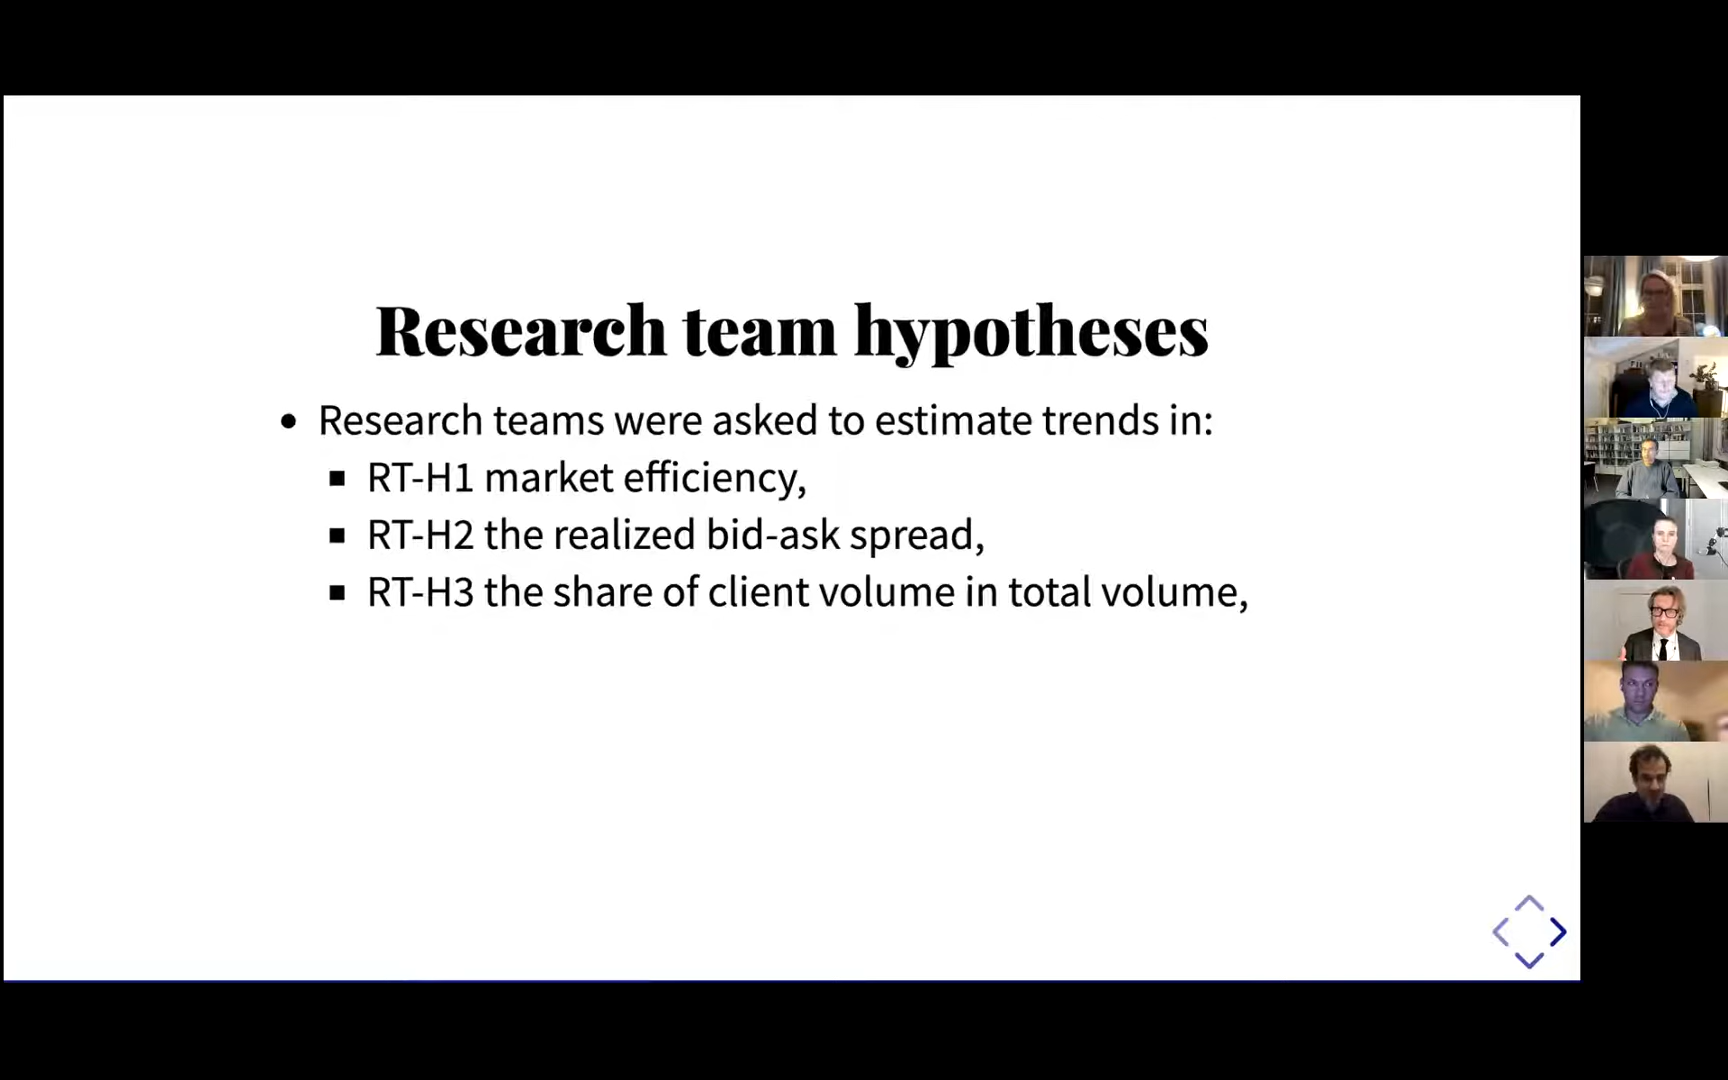 Research team hypotheses
• Research teams were asked to estimate trends in:
▪ RT-H1 market efficiency,
▪ RT-H2 the realized bid-ask spread,
▪ RT-H3 the share of client volume in total volume,